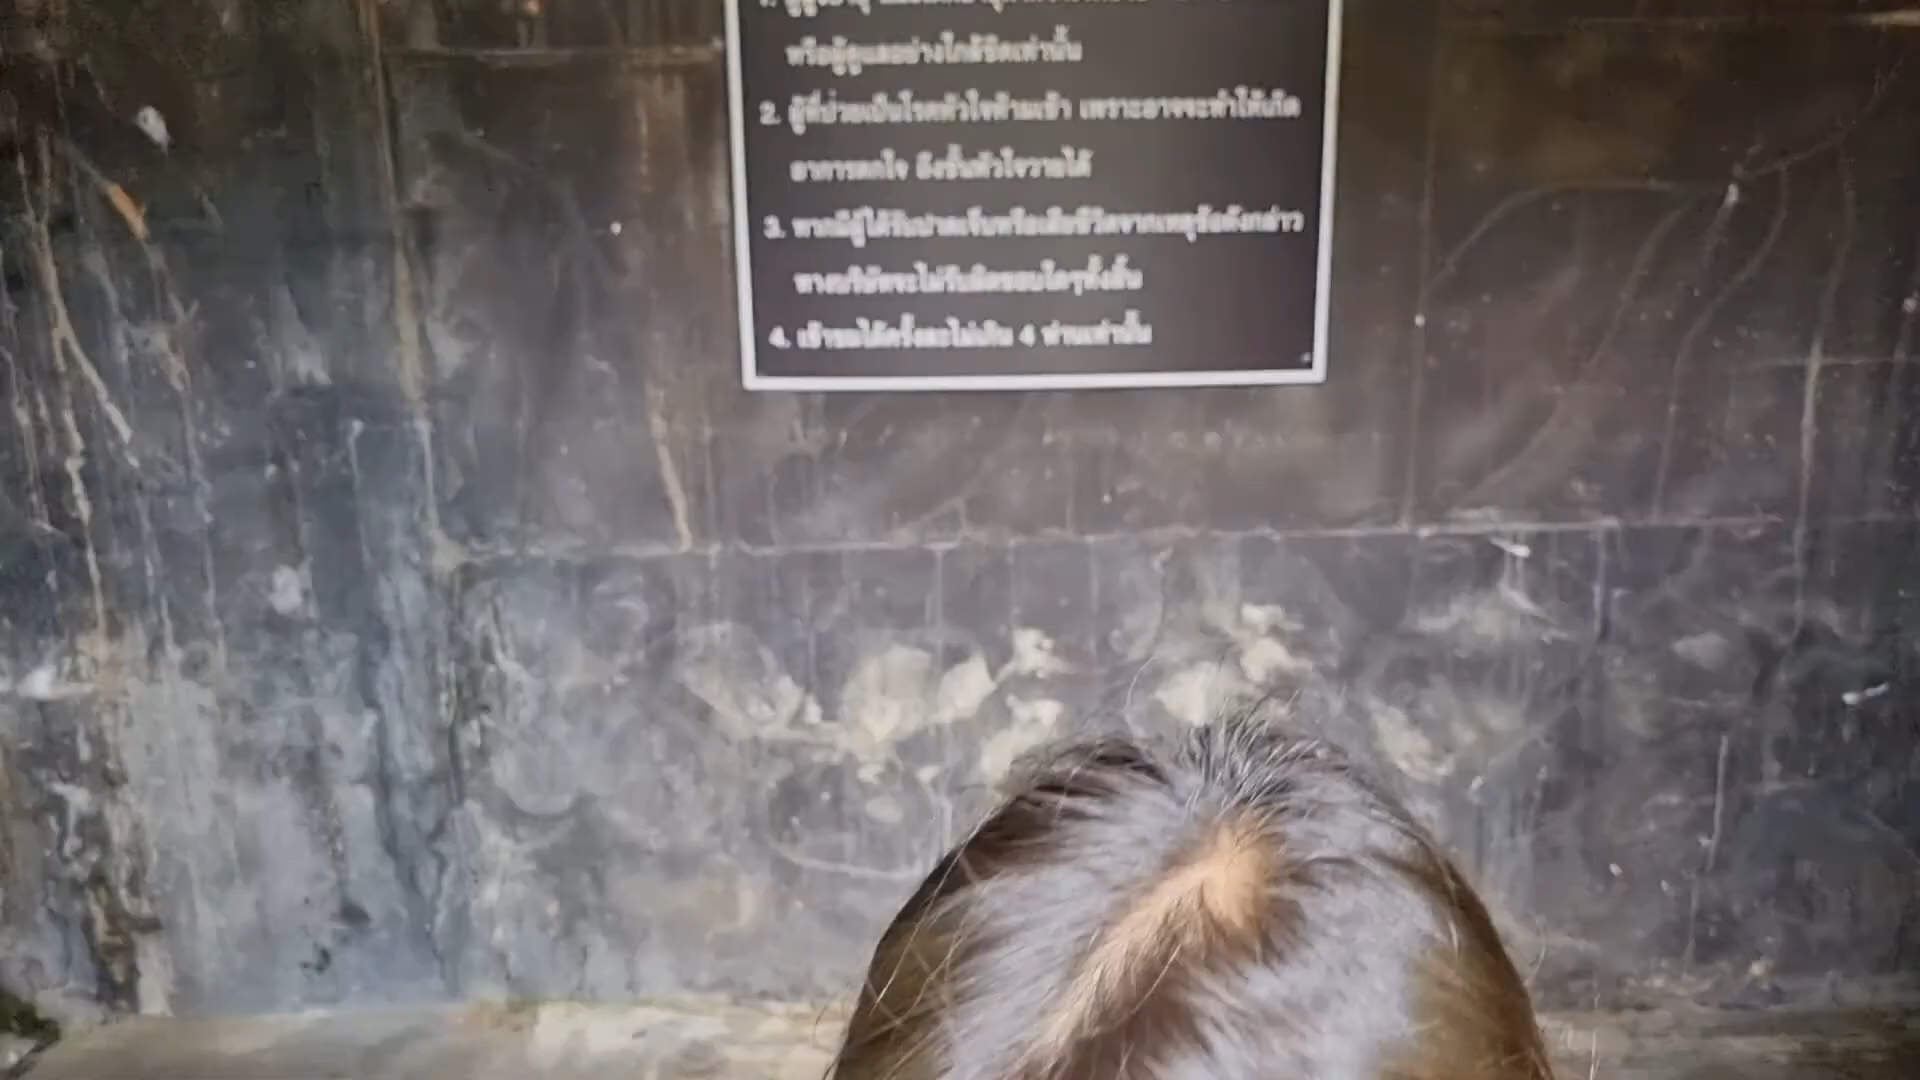 หรือผู้ดูแลอย่างใกล้ชิดเท่านั้น
2. ผู้ที่ป่วยเป็นโรคหัวใจห้ามเข้า เพราะอาจจะทำให้เกิด
อาการตกใจ ถึงขั้นหัวใจวายได้
3. หากมีผู้ได้รับบาดเจ็บหรือเสียชีวิตจากเหตุข้อดังกล่าว
ทางบริษัทจะไม่รับผิดชอบใดๆทั้งสิ้น
4. เข้าชมได้ครั้งละไม่เกิน 4 ท่านเท่านั้น